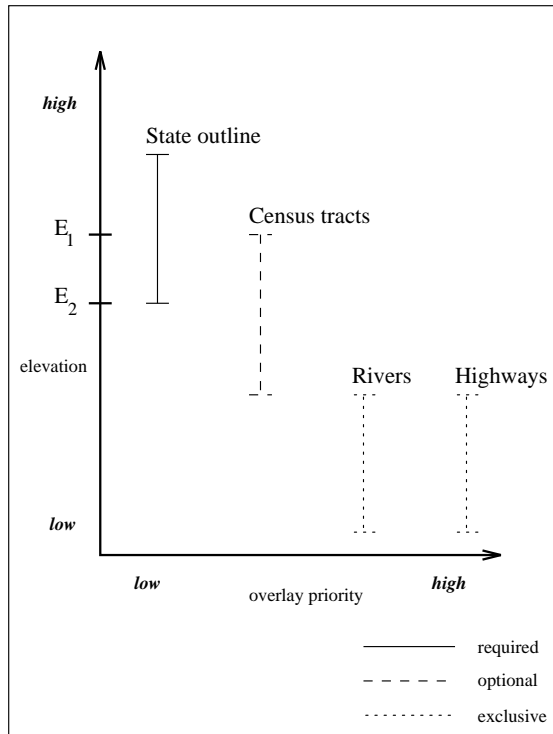 high
State outline
E1
Census tracts
E2
elevation
Rivers
Highways
low
low
overlay priority
high
required
optional
exclusive